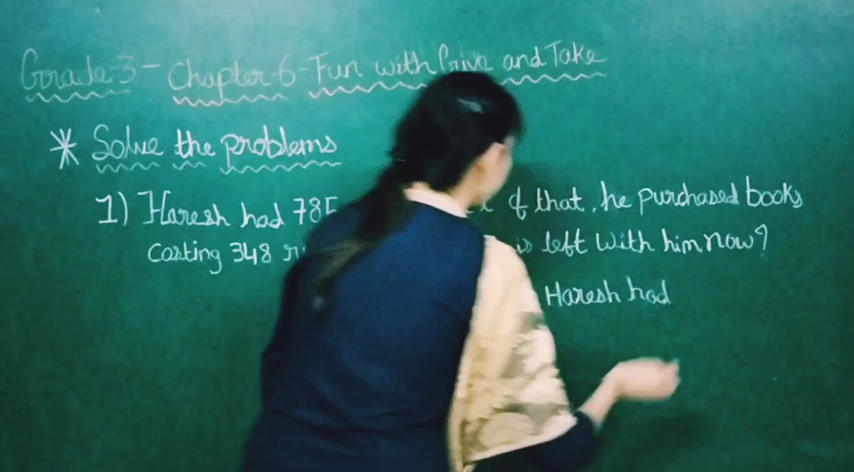 Grade-3 - Chapter-6 - Fun with Give and Take
* Solve the problems
1) Haresh had 785 of that, he purchased books
Costing 348 is left with him now?
Haresh had